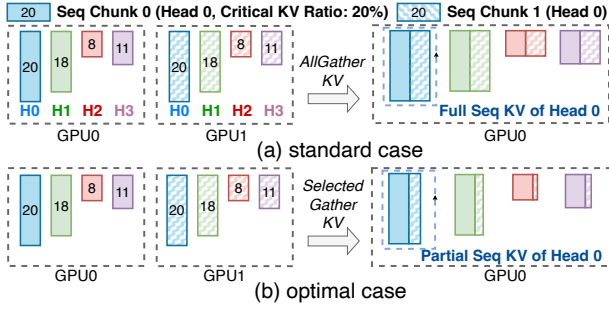 20 Seq Chunk 0 (Head 0, Critical KV Ratio: 20%) 20 Seq Chunk 1 (Head 0)
20 18 8 11 20 18 8 11 AllGather
KV
H0 H1 H2 H3 H0 H1 H2 H3 Full Seq KV of Head 0
GPU0 GPU1 GPU0
(a) standard case
20 18 8 11 20 18 8 11 Selected
Gather
KV
Partial Seq KV of Head 0
GPU0 GPU1 GPU0
(b) optimal case